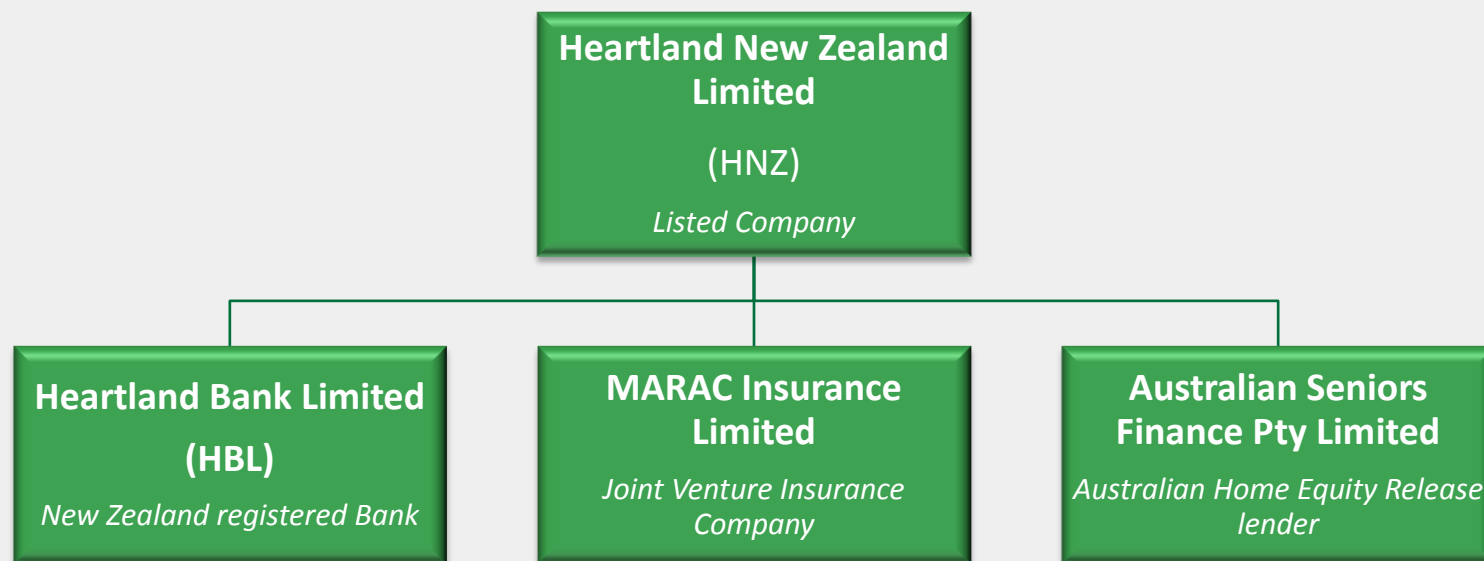 Heartland New Zealand
Limited
(HNZ)
Listed Company
Heartland Bank Limited
(HBL)
New Zealand registered Bank
MARAC Insurance
Limited
Joint Venture Insurance
Company
Australian Seniors
Finance Pty Limited
Australian Home Equity Release
lender